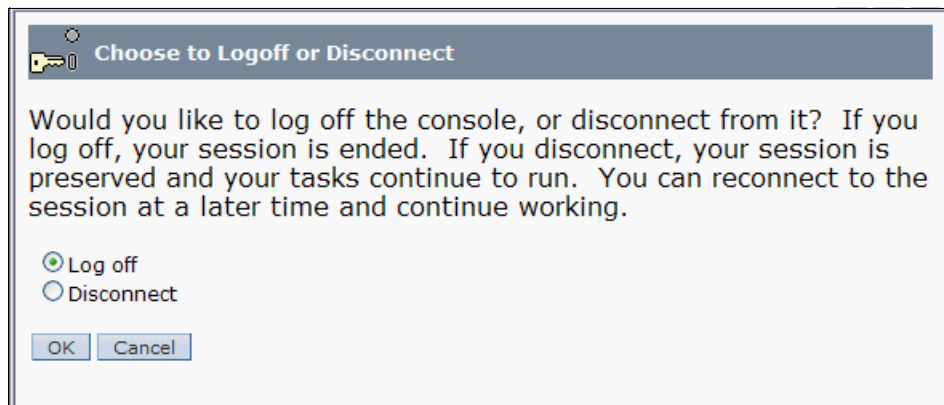 Choose to Logoff or Disconnect
Would you like to log off the console, or disconnect from it?  If you
log off, your session is ended.  If you disconnect, your session is
preserved and your tasks continue to run.  You can reconnect to the
session at a later time and continue working.
Log off
Disconnect
OK Cancel